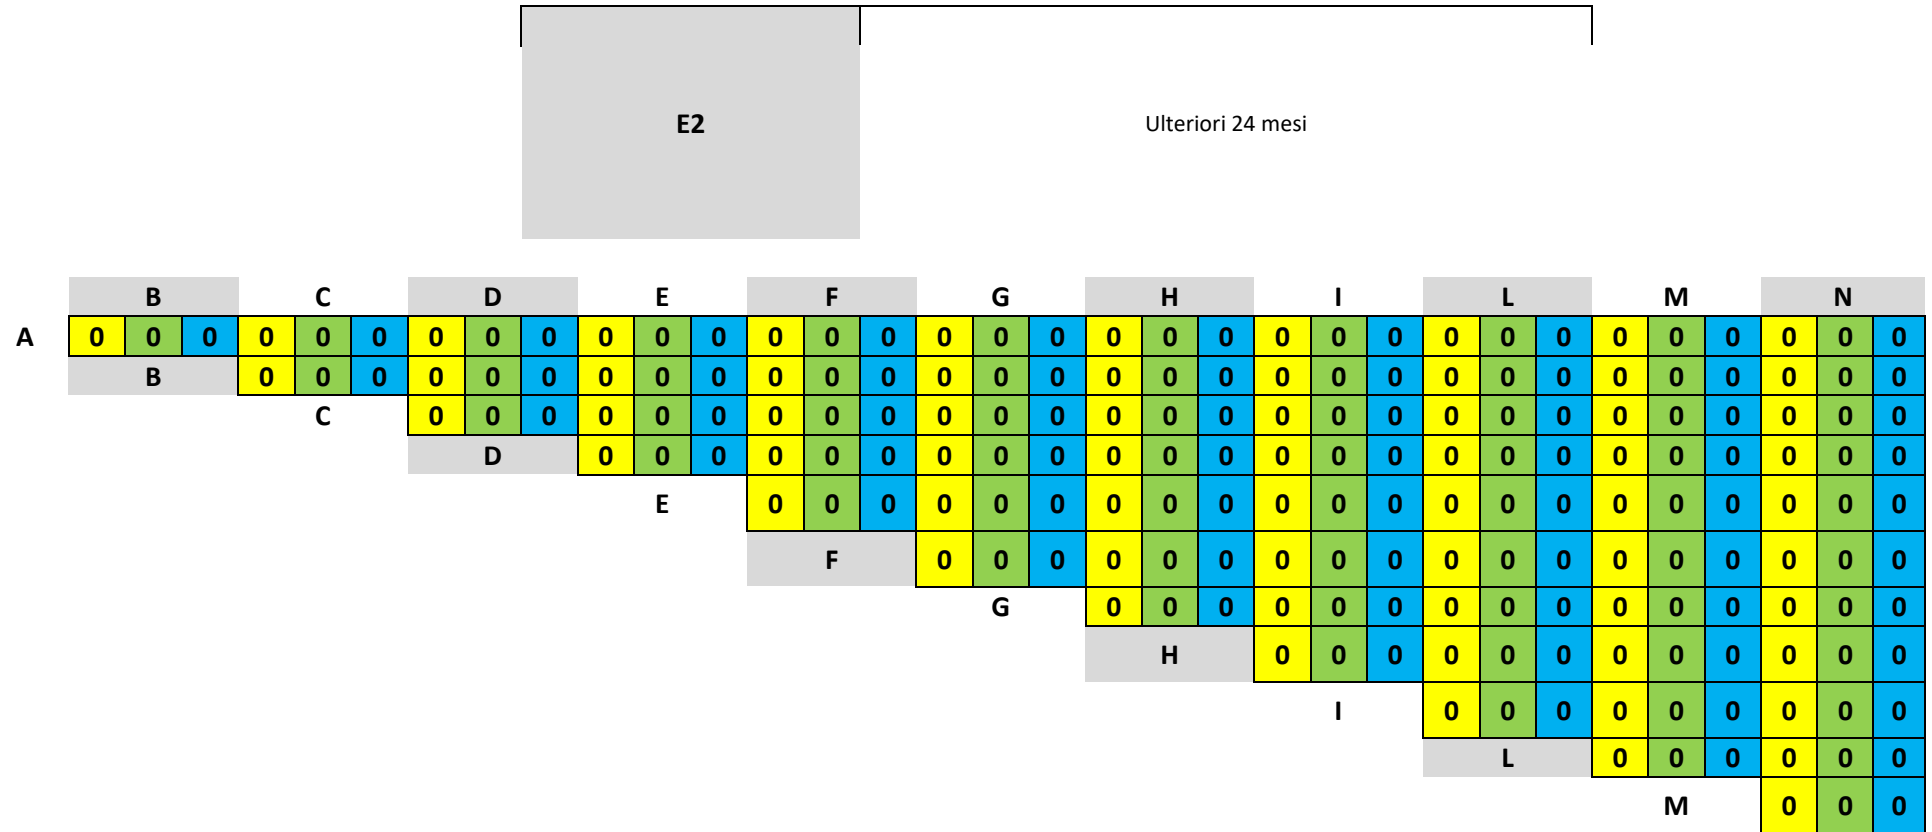 E2 Ulteriori 24 mesi
B C D E F G H I L M N
A 0 0 0 0 0 0 0 0 0 0 0 0 0 0 0 0 0 0 0 0 0 0 0 0 0 0 0 0 0 0 0 0 0
B 0 0 0 0 0 0 0 0 0 0 0 0 0 0 0 0 0 0 0 0 0 0 0 0 0 0 0 0 0 0
C 0 0 0 0 0 0 0 0 0 0 0 0 0 0 0 0 0 0 0 0 0 0 0 0 0 0 0
D 0 0 0 0 0 0 0 0 0 0 0 0 0 0 0 0 0 0 0 0 0 0 0 0
E 0 0 0 0 0 0 0 0 0 0 0 0 0 0 0 0 0 0 0 0 0
F 0 0 0 0 0 0 0 0 0 0 0 0 0 0 0 0 0 0
G 0 0 0 0 0 0 0 0 0 0 0 0 0 0 0
H 0 0 0 0 0 0 0 0 0 0 0 0
I 0 0 0 0 0 0 0 0 0
L 0 0 0 0 0 0
M 0 0 0